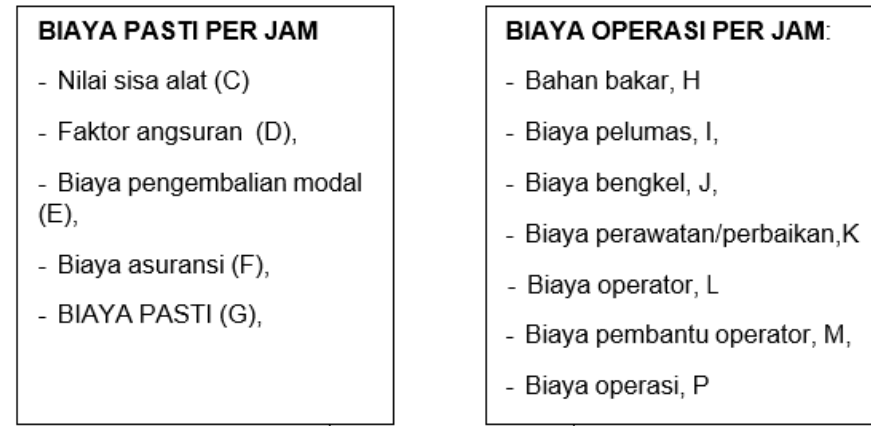 BIAYA PASTI PER JAM
- Nilai sisa alat (C)
- Faktor angsuran (D),
- Biaya pengembalian modal
(E),
- Biaya asuransi (F),
- BIAYA PASTI (G),
BIAYA OPERASI PER JAM:
- Bahan bakar, H
- Biaya pelumas, I,
- Biaya bengkel, J,
- Biaya perawatan/perbaikan,K
- Biaya operator, L
- Biaya pembantu operator, M,
- Biaya operasi, P